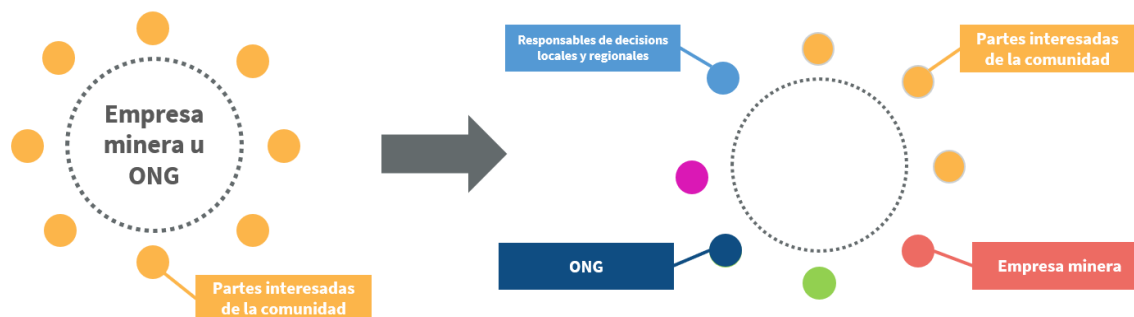 Empresa
minera u
ONG
Partes interesadas
de la comunidad
Responsables de decisions
locales y regionales
Partes interesadas
de la comunidad
ONG
Empresa minera